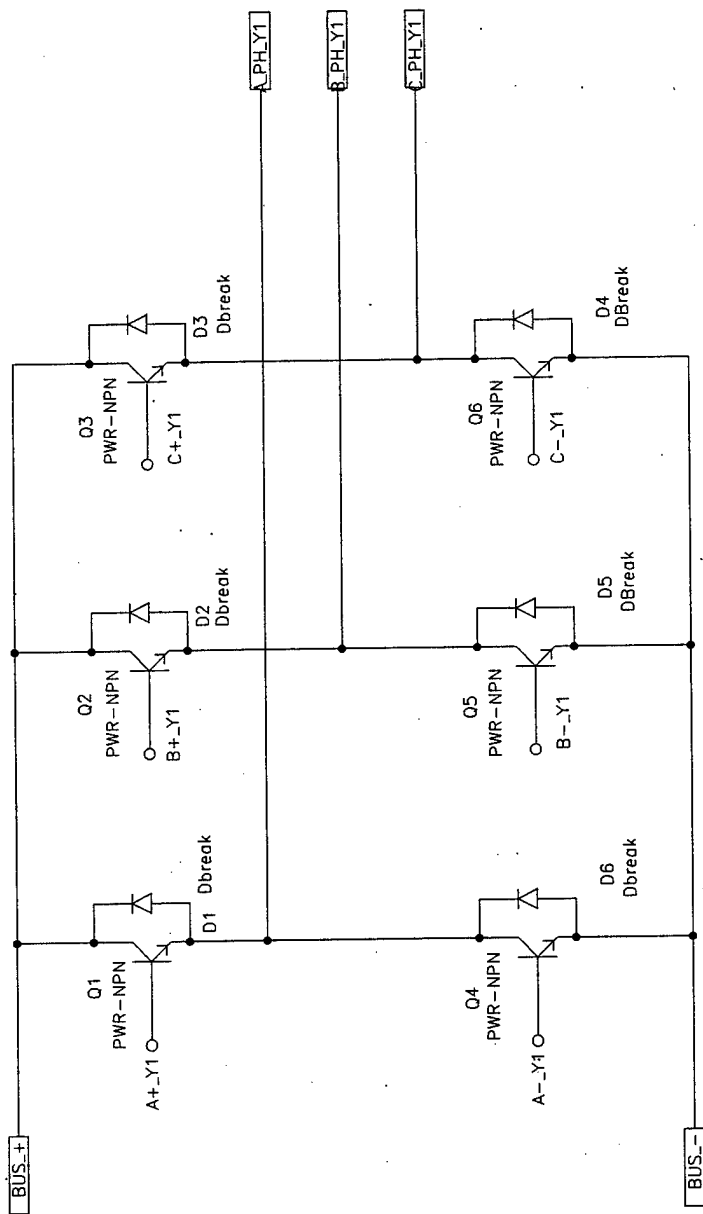 BUS_+
Q1
PWR-NPN
A+_Y1
Dbreak
D1
Q2
PWR-NPN
B+_Y1
D2
Dbreak
Q3
PWR-NPN
C+_Y1
D3
Dbreak
A_PH_Y1
B_PH_Y1
C_PH_Y1
Q4
PWR-NPN
A-_Y1
D6
Dbreak
Q5
PWR-NPN
B-_Y1
D5
DBreak
Q6
PWR-NPN
C-_Y1
D4
DBreak
BUS_-